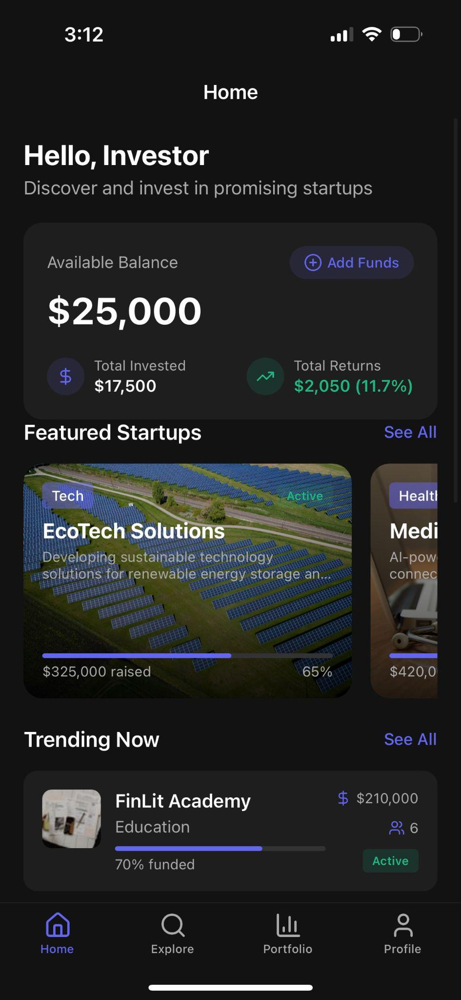 3:12
Home
Hello, Investor
Discover and invest in promising startups
Available Balance
Add Funds
$25,000
Total Invested
$17,500
Total Returns
$2,050 (11.7%)
Featured Startups
See All
Tech
Active
EcoTech Solutions
Developing sustainable technology
solutions for renewable energy storage an...
$325,000 raised
65%
Health
Medi
AI-pow
connec
$420,0
Trending Now
See All
FinLit Academy
Education
70% funded
$210,000
6
Active
Home
Explore
Portfolio
Profile